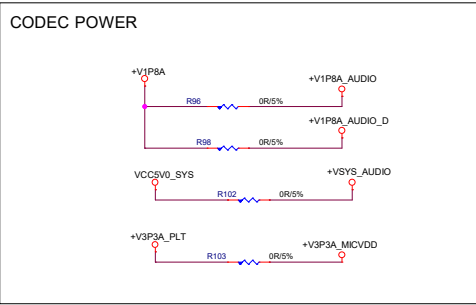 CODEC POWER
+V1P8A
+V1P8A_AUDIO
R96 0R/5%
+V1P8A_AUDIO_D
R98 0R/5%
VCC5V0_SYS
+VSYS_AUDIO
R102 0R/5%
+V3P3A_PLT
+V3P3A_MICVDD
R103 0R/5%